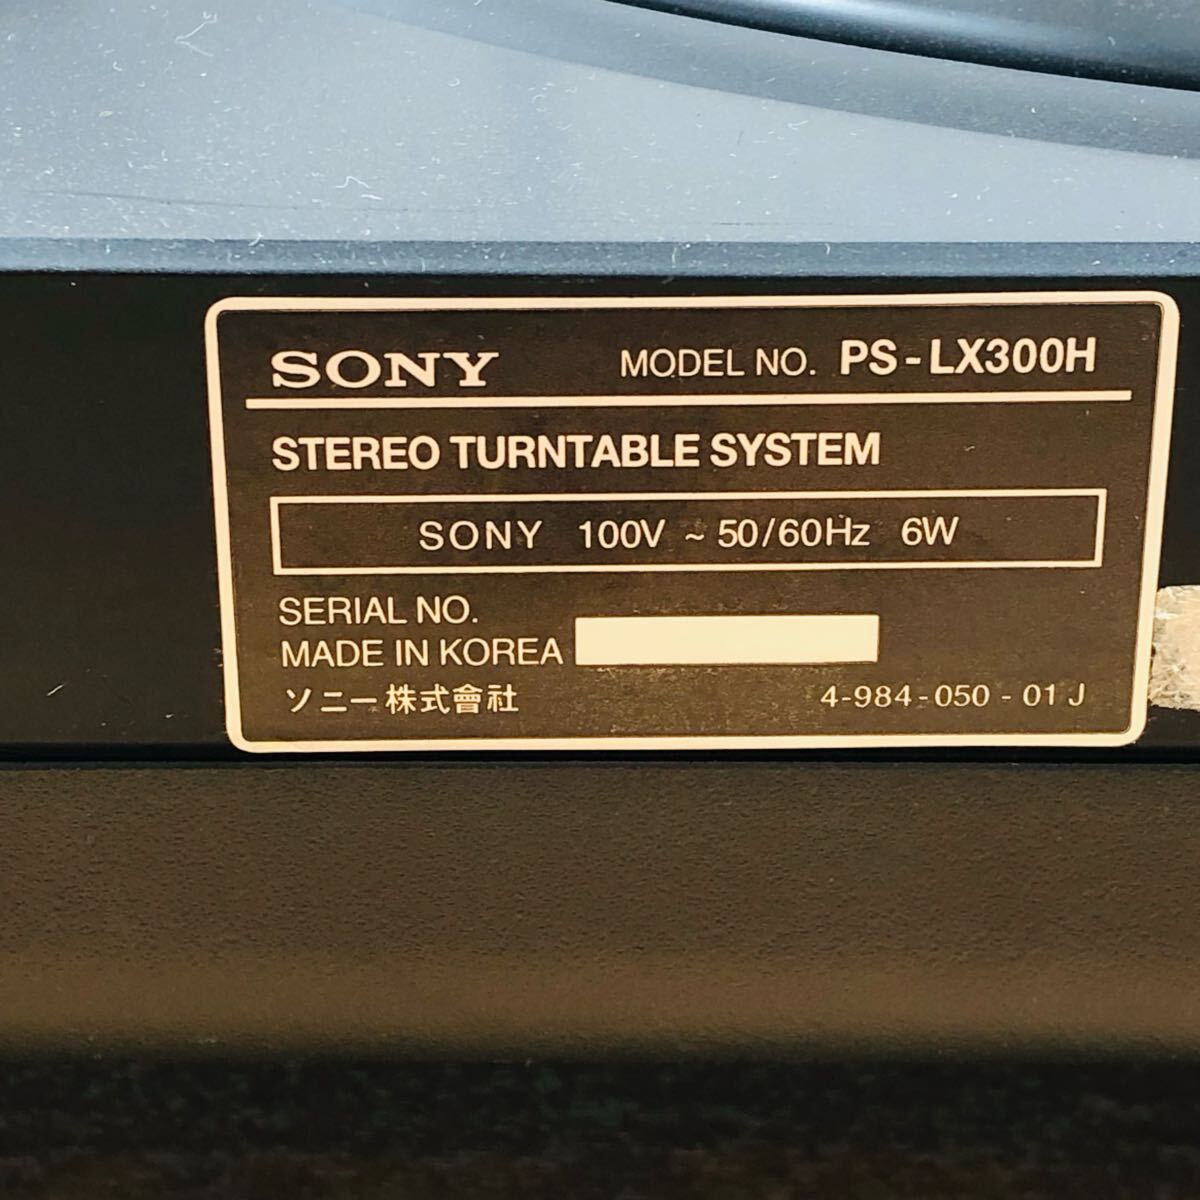 SONY MODEL NO. PS-LX300H
STEREO TURNTABLE SYSTEM
SONY 100V ~ 50/60Hz 6W
SERIAL NO.
MADE IN KOREA
ソニー株式會社 4-984-050-01 J